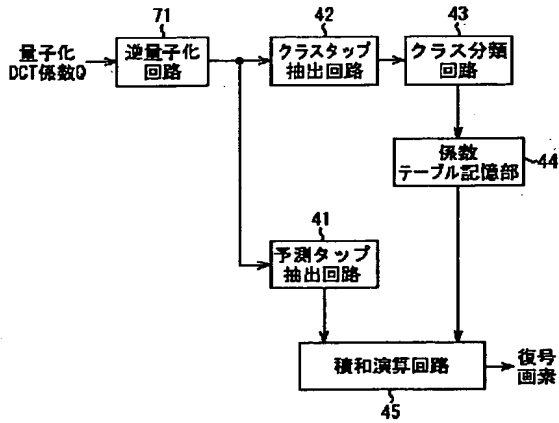 71
42
43
量子化
DCT係数Q
逆量子化
回路
クラスタップ
抽出回路
クラス分類
回路
係数
テーブル記憶部
44
41
予測タップ
抽出回路
積和演算回路
復号
画素
45